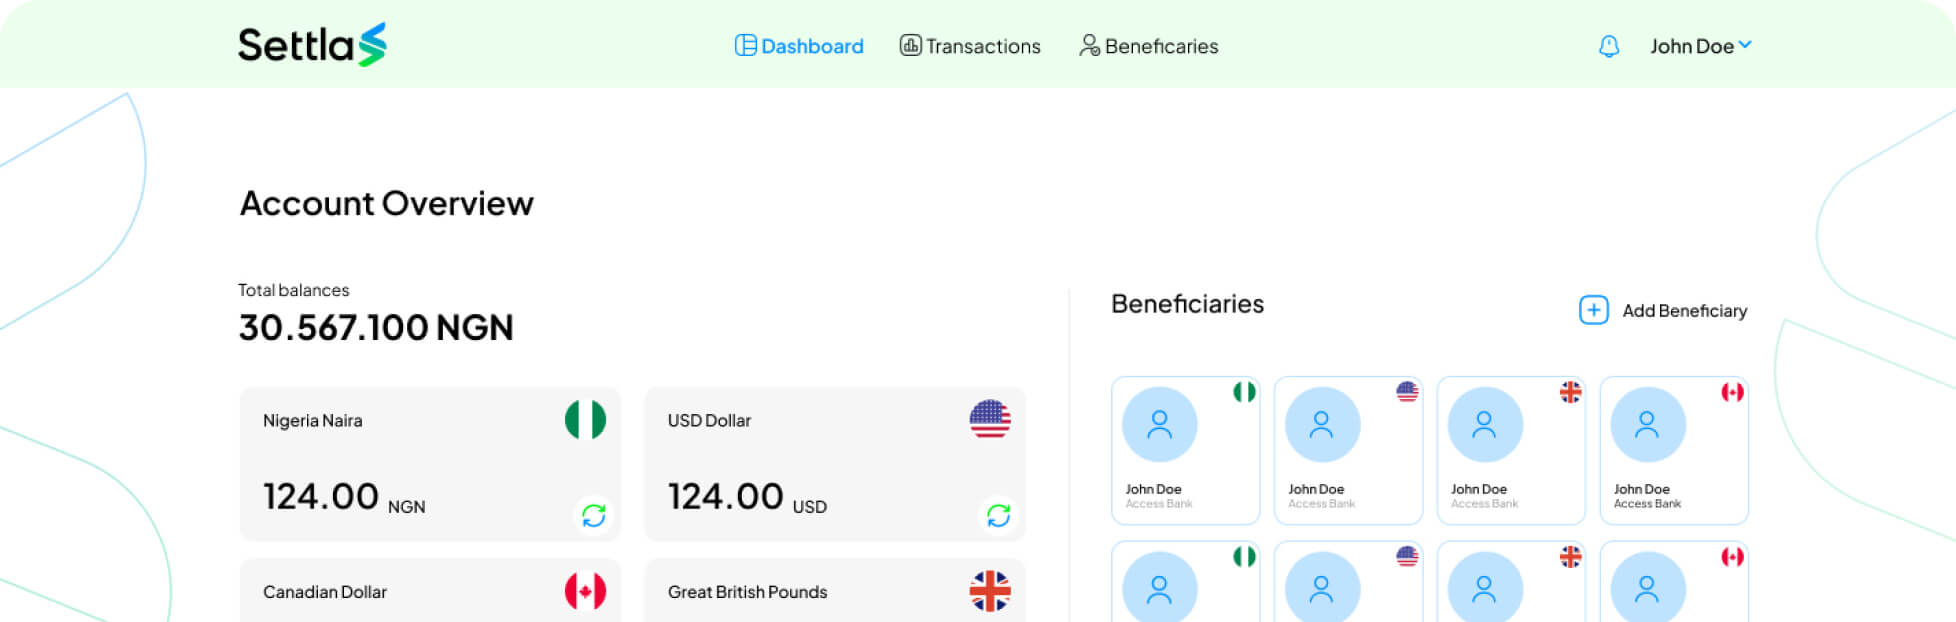 Settla
Dashboard
Transactions
Beneficaries
John Doe
Account Overview
Total balances
30.567.100 NGN
Nigeria Naira
124.00 NGN
USD Dollar
124.00 USD
Canadian Dollar
Great British Pounds
Beneficiaries
Add Beneficiary
John Doe
Access Bank
John Doe
Access Bank
John Doe
Access Bank
John Doe
Access Bank